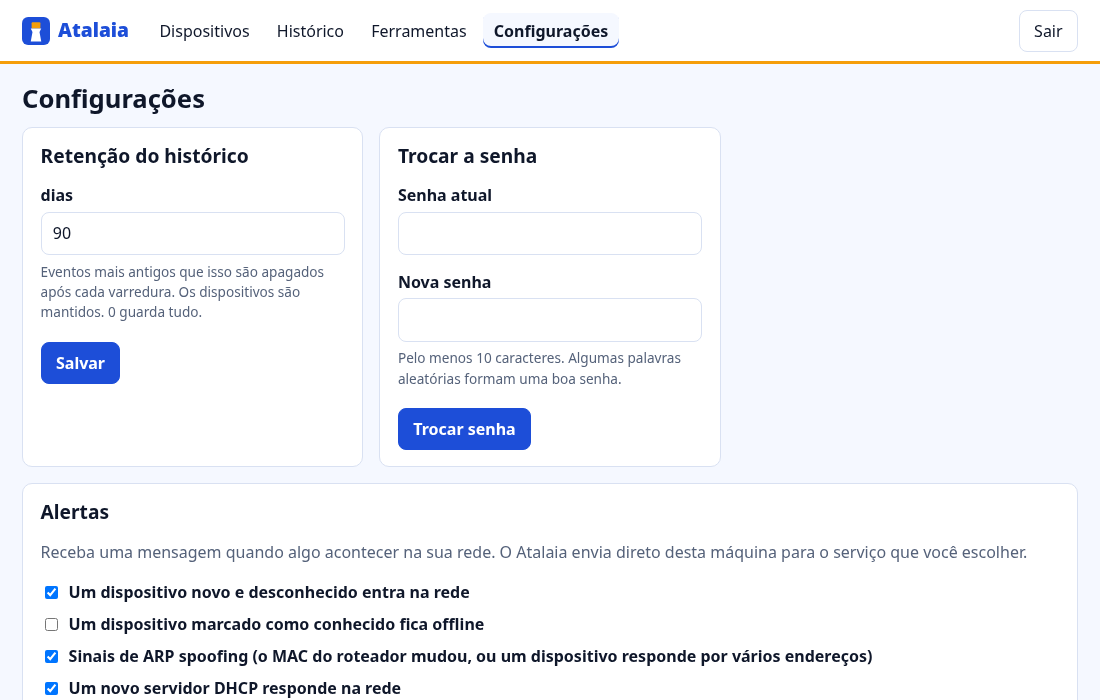 Atalaia
Dispositivos
Histórico
Ferramentas
Configurações
Sair
Configurações
Retenção do histórico
dias
90
Eventos mais antigos que isso são apagados
após cada varredura. Os dispositivos são
mantidos. 0 guarda tudo.
Salvar
Trocar a senha
Senha atual
Nova senha
Pelo menos 10 caracteres. Algumas palavras
aleatórias formam uma boa senha.
Trocar senha
Alertas
Receba uma mensagem quando algo acontecer na sua rede. O Atalaia envia direto desta máquina para o serviço que você escolher.
Um dispositivo novo e desconhecido entra na rede
Um dispositivo marcado como conhecido fica offline
Sinais de ARP spoofing (o MAC do roteador mudou, ou um dispositivo responde por vários endereços)
Um novo servidor DHCP responde na rede